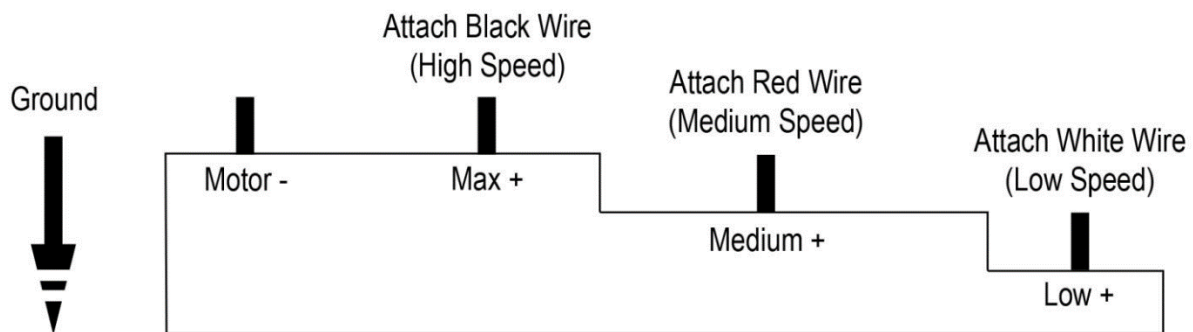 Ground
Attach Black Wire
(High Speed)
Attach Red Wire
(Medium Speed)
Attach White Wire
(Low Speed)
Motor -
Max +
Medium +
Low +